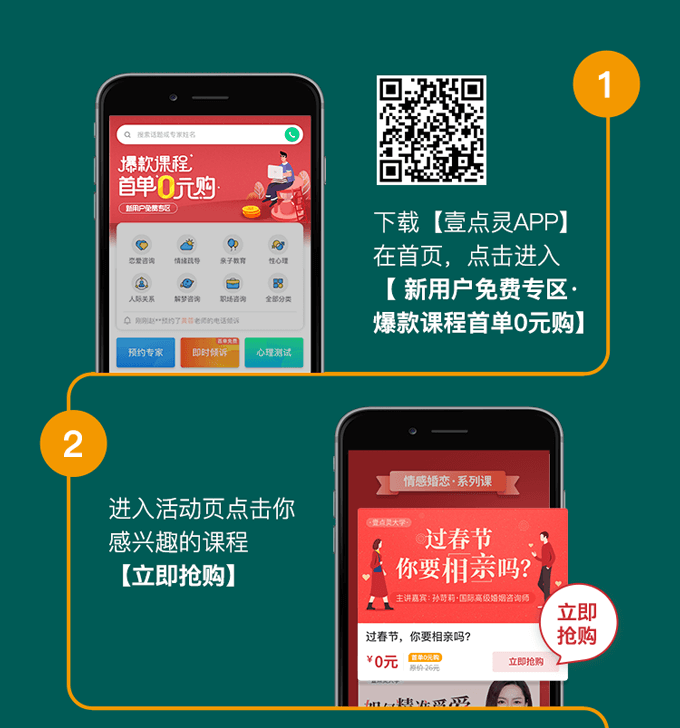 1
搜索话题或专家姓名
爆款课程
首单0元购
新用户免费专区
恋爱咨询
情绪疏导
亲子教育
性心理
人际关系
解梦咨询
职场咨询
全部分类
刚刚赵**预约了
老师的电话倾诉
预约专家
首单免费
即时倾诉
心理测试
下载【壹点灵APP】
在首页，点击进入
【 新用户免费专区·
爆款课程首单0元购】
2
进入活动页点击你
感兴趣的课程
【立即抢购】
情感婚恋·系列课
·壹点灵大学·
过春节
你要相亲吗?
主讲嘉宾：孙苛莉·国际高级婚姻咨询师
过春节，你要相亲吗?
¥0元
首单0元购
原价 26元
立即抢购
立即
抢购